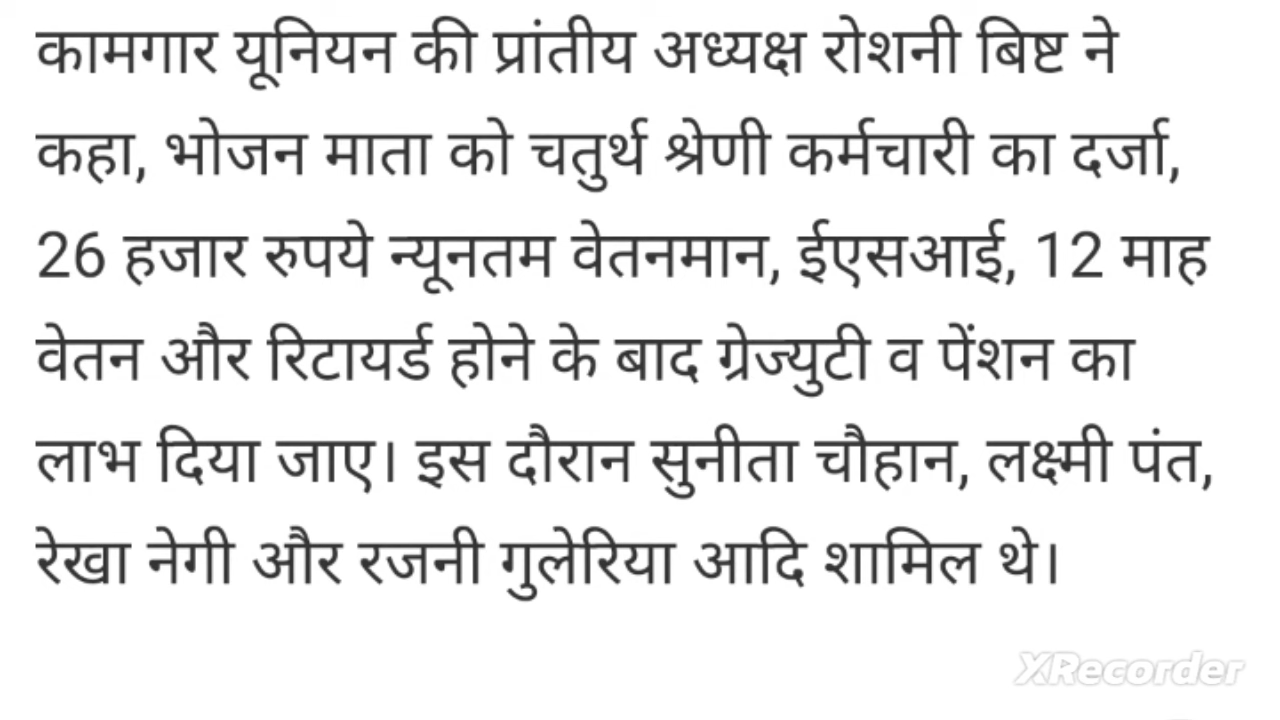 कामगार यूनियन की प्रांतीय अध्यक्ष रोशनी बिष्ट ने
कहा, भोजन माता को चतुर्थ श्रेणी कर्मचारी का दर्जा,
26 हजार रुपये न्यूनतम वेतनमान, ईएसआई, 12 माह
वेतन और रिटायर्ड होने के बाद ग्रेज्युटी व पेंशन का
लाभ दिया जाए। इस दौरान सुनीता चौहान, लक्ष्मी पंत,
रेखा नेगी और रजनी गुलेरिया आदि शामिल थे।
XRecorder